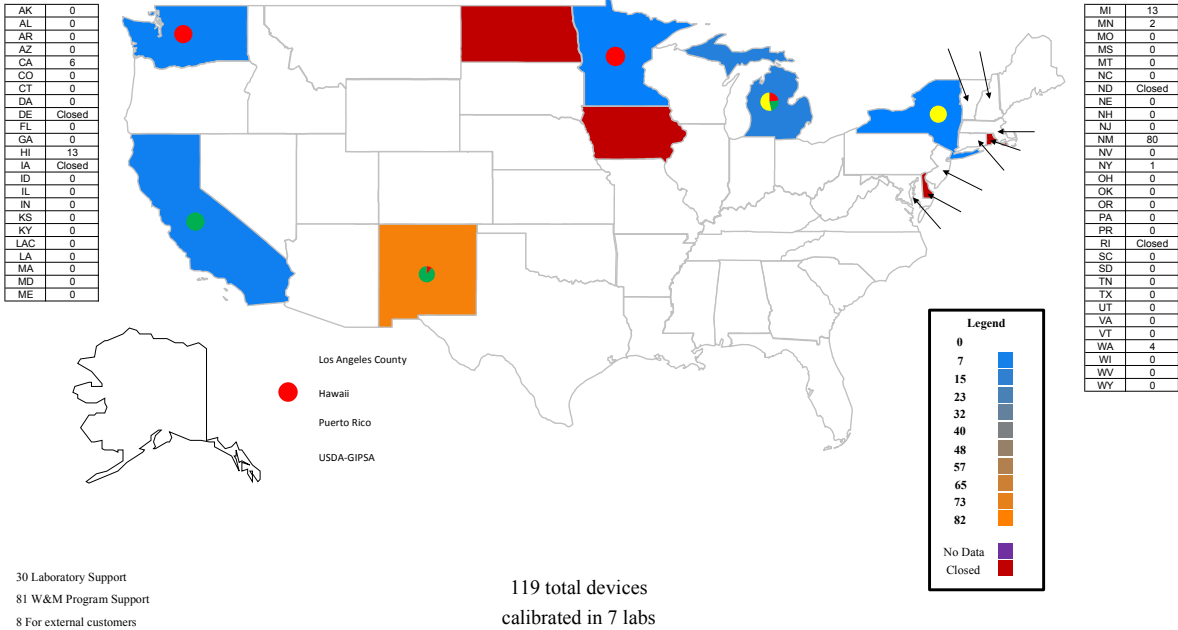 AK 0
AL 0
AR 0
AZ 0
CA 6
CO 0
CT 0
DA 0
DE Closed
FL 0
GA 0
HI 13
IA Closed
ID 0
IL 0
IN 0
KS 0
KY 0
LAC 0
LA 0
MA 0
MD 0
ME 0
MI 13
MN 2
MO 0
MS 0
MT 0
NC 0
ND Closed
NE 0
NH 0
NJ 0
NM 80
NV 0
NY 1
OH 0
OK 0
OR 0
PA 0
PR 0
RI Closed
SC 0
SD 0
TN 0
TX 0
UT 0
VA 0
VT 0
WA 4
WI 0
WV 0
WY 0
Los Angeles County
Hawaii
Puerto Rico
USDA-GIPSA
Legend
0
7
15
23
32
40
48
57
65
73
82
No Data
Closed
30 Laboratory Support
81 W&M Program Support
8 For external customers
119 total devices
calibrated in 7 labs